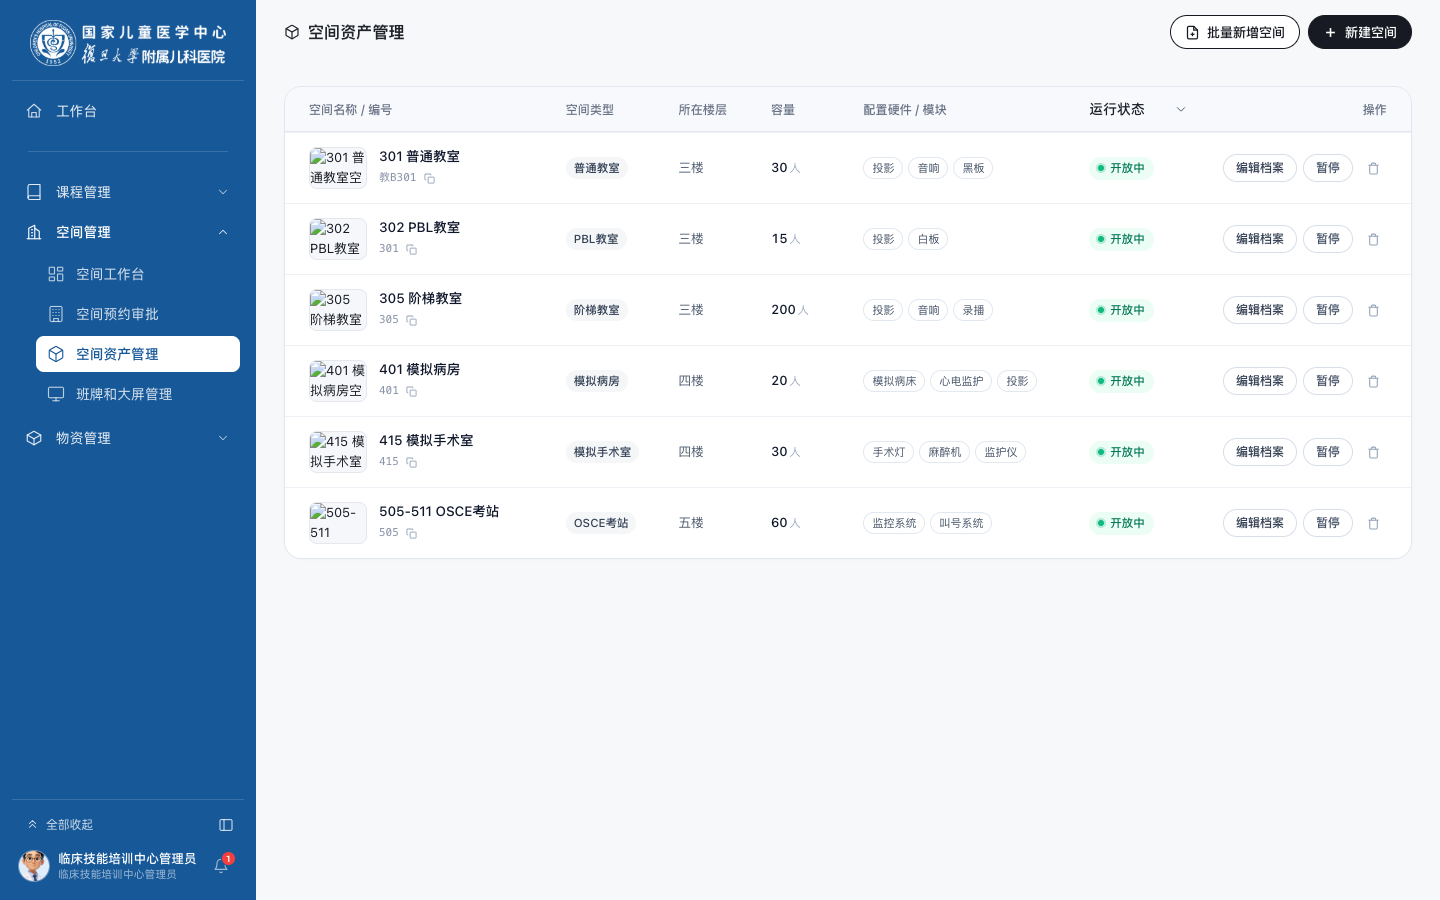 国家儿童医学中心
復旦大学附属儿科医院
工作台
课程管理
空间管理
空间工作台
空间预约审批
空间资产管理
班牌和大屏管理
物资管理
全部收起
临床技能培训中心管理员
临床技能培训中心管理员
1
空间资产管理
批量新增空间
新建空间
空间名称 / 编号 空间类型 所在楼层 容量 配置硬件 / 模块 运行状态 操作
301 普
通教室空
301 普通教室
教B301
普通教室 三楼 30人 投影 音响 黑板 开放中 编辑档案 暂停
302
PBL教室
302 PBL教室
301
PBL教室 三楼 15人 投影 白板 开放中 编辑档案 暂停
305
阶梯教室
305 阶梯教室
305
阶梯教室 三楼 200人 投影 音响 录播 开放中 编辑档案 暂停
401 模
拟病房空
401 模拟病房
401
模拟病房 四楼 20人 模拟病床 心电监护 投影 开放中 编辑档案 暂停
415 模
拟手术室
415 模拟手术室
415
模拟手术室 四楼 30人 手术灯 麻醉机 监护仪 开放中 编辑档案 暂停
505-
511
505-511 OSCE考站
505
OSCE考站 五楼 60人 监控系统 叫号系统 开放中 编辑档案 暂停